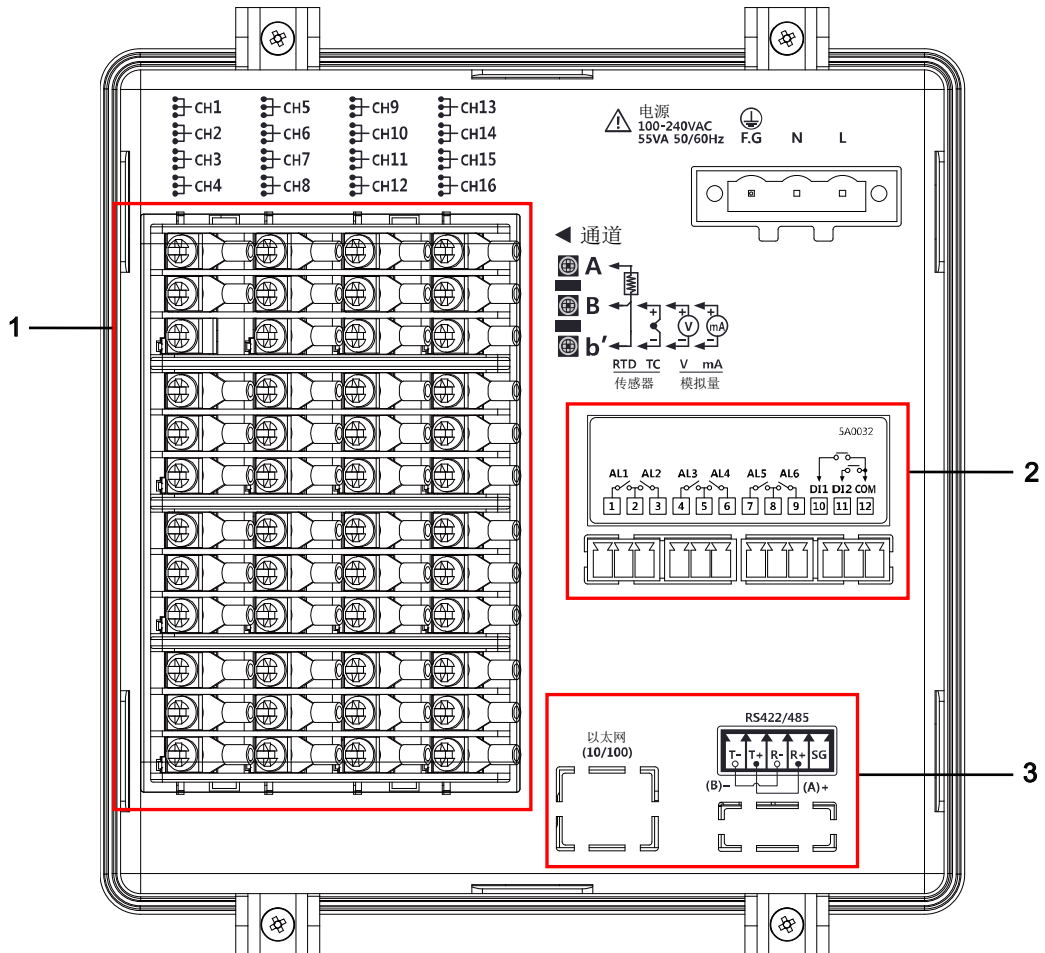 CH1 CH5 CH9 CH13
CH2 CH6 CH10 CH14
CH3 CH7 CH11 CH15
CH4 CH8 CH12 CH16
电源
100-240VAC
55VA 50/60Hz
F.G N L
通道
A
B
b′
+ + +
V mA
- - -
RTD TC V mA
传感器 模拟量
1
5A0032
AL1 AL2 AL3 AL4 AL5 AL6
DI1 DI2 COM
1 2 3 4 5 6 7 8 9 10 11 12
2
以太网
(10/100)
RS422/485
T- T+ R- R+ SG
(B)- (A)+
3